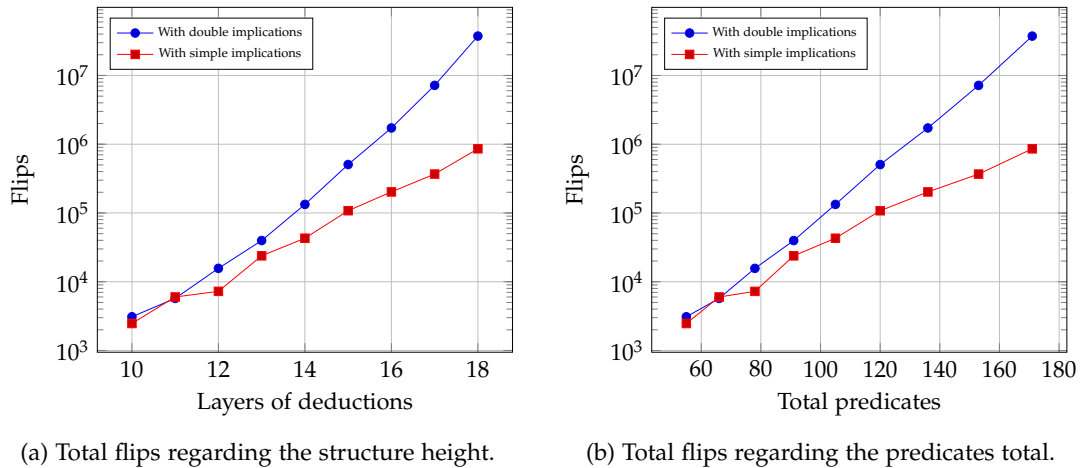 With double implications
With simple implications
10^7
10^6
10^5
10^4
10^3
Flips
10 12 14 16 18
Layers of deductions
(a) Total flips regarding the structure height.
With double implications
With simple implications
10^7
10^6
10^5
10^4
10^3
Flips
60 80 100 120 140 160 180
Total predicates
(b) Total flips regarding the predicates total.